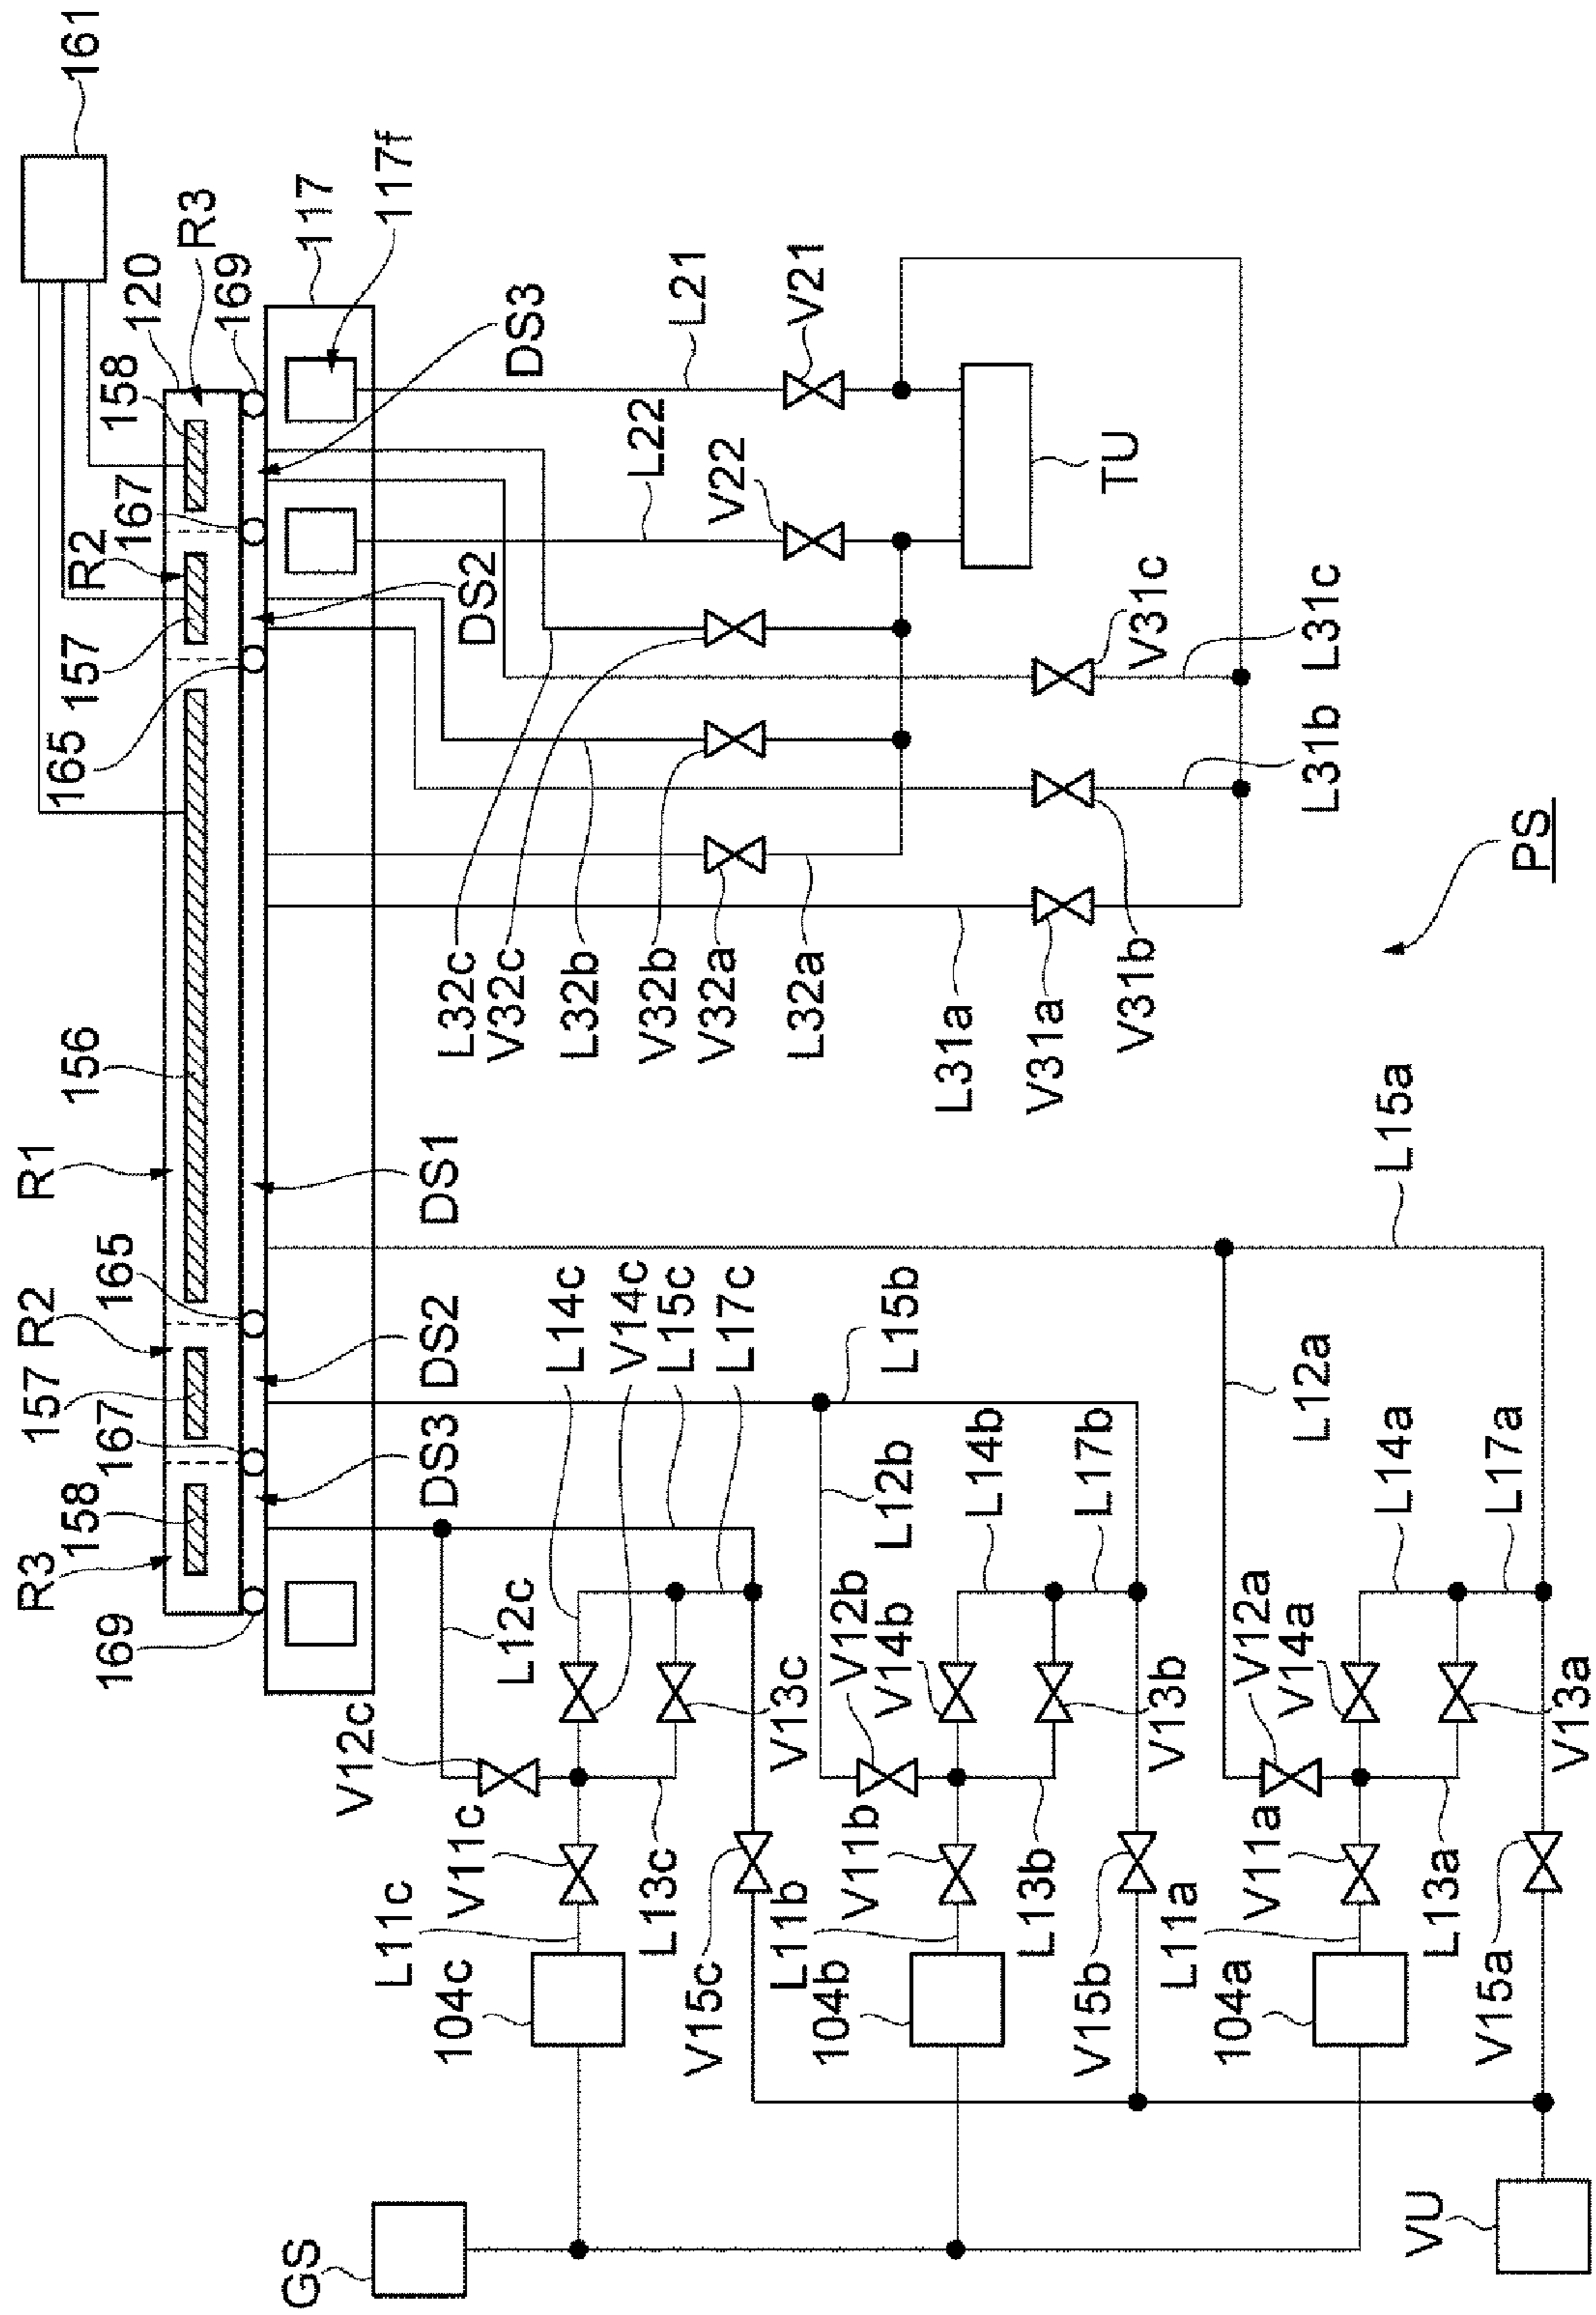 GS
169
R3
158
167
157
R2
165
R1
156
165
157
R2
167
158
120
R3
169
161
117
117f
V12c
DS3
DS2
DS1
DS2
DS3
104c
L11c
V11c
L12c
L14c
V14c
L15c
L17c
L13c
V15c
V13c
L32c
V32c
L32b
V32b
V32a
L32a
L22
L21
V22
V21
104b
L11b
V11b
V12b
V14b
L12b
L15b
L14b
L17b
L13b
V15b
V13b
L31a
V31a
V31b
V31c
TU
104a
L11a
V11a
V12a
V14a
L12a
L15a
L14a
L17a
L13a
V15a
V13a
L31b
L31c
VU
PS